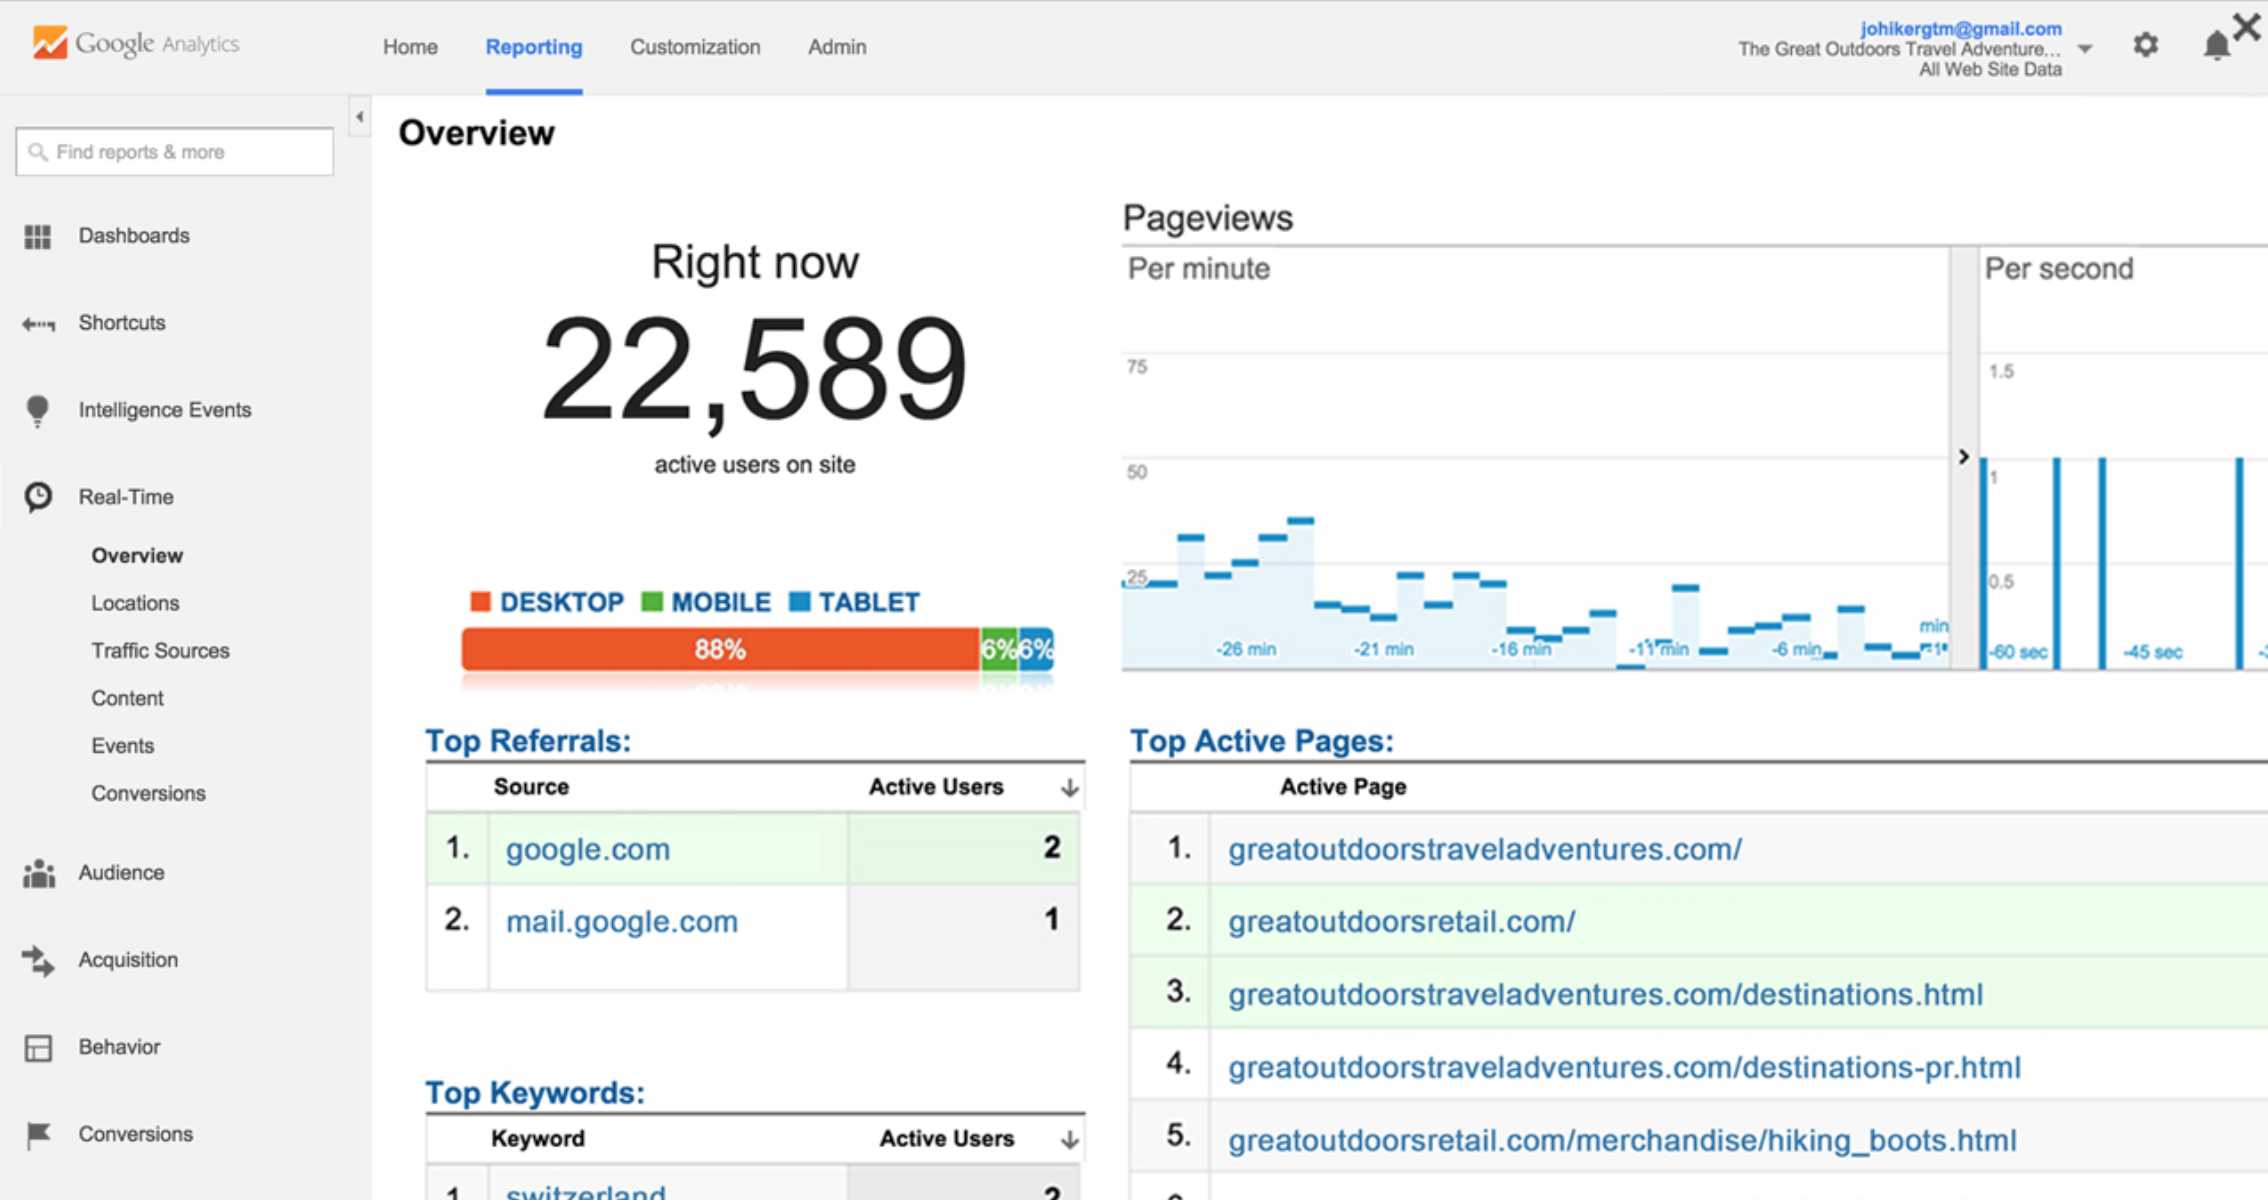 Google Analytics
Home
Reporting
Customization
Admin
johikergtm@gmail.com
The Great Outdoors Travel Adventure...
All Web Site Data
Find reports & more
Dashboards
Shortcuts
Intelligence Events
Real-Time
Overview
Locations
Traffic Sources
Content
Events
Conversions
Audience
Acquisition
Behavior
Conversions
Overview
Right now
22,589
active users on site
DESKTOP MOBILE TABLET
88% 6% 6%
Pageviews
Per minute
75
50
25
-26 min -21 min -16 min -11 min -6 min
min
-1
Per second
1.5
1
0.5
-60 sec -45 sec
Top Referrals:
Source Active Users
1. google.com 2
2. mail.google.com 1
Top Keywords:
Keyword Active Users
1. switzerland 2
Top Active Pages:
Active Page
1. greatoutdoorstraveladventures.com/
2. greatoutdoorsretail.com/
3. greatoutdoorstraveladventures.com/destinations.html
4. greatoutdoorstraveladventures.com/destinations-pr.html
5. greatoutdoorsretail.com/merchandise/hiking_boots.html